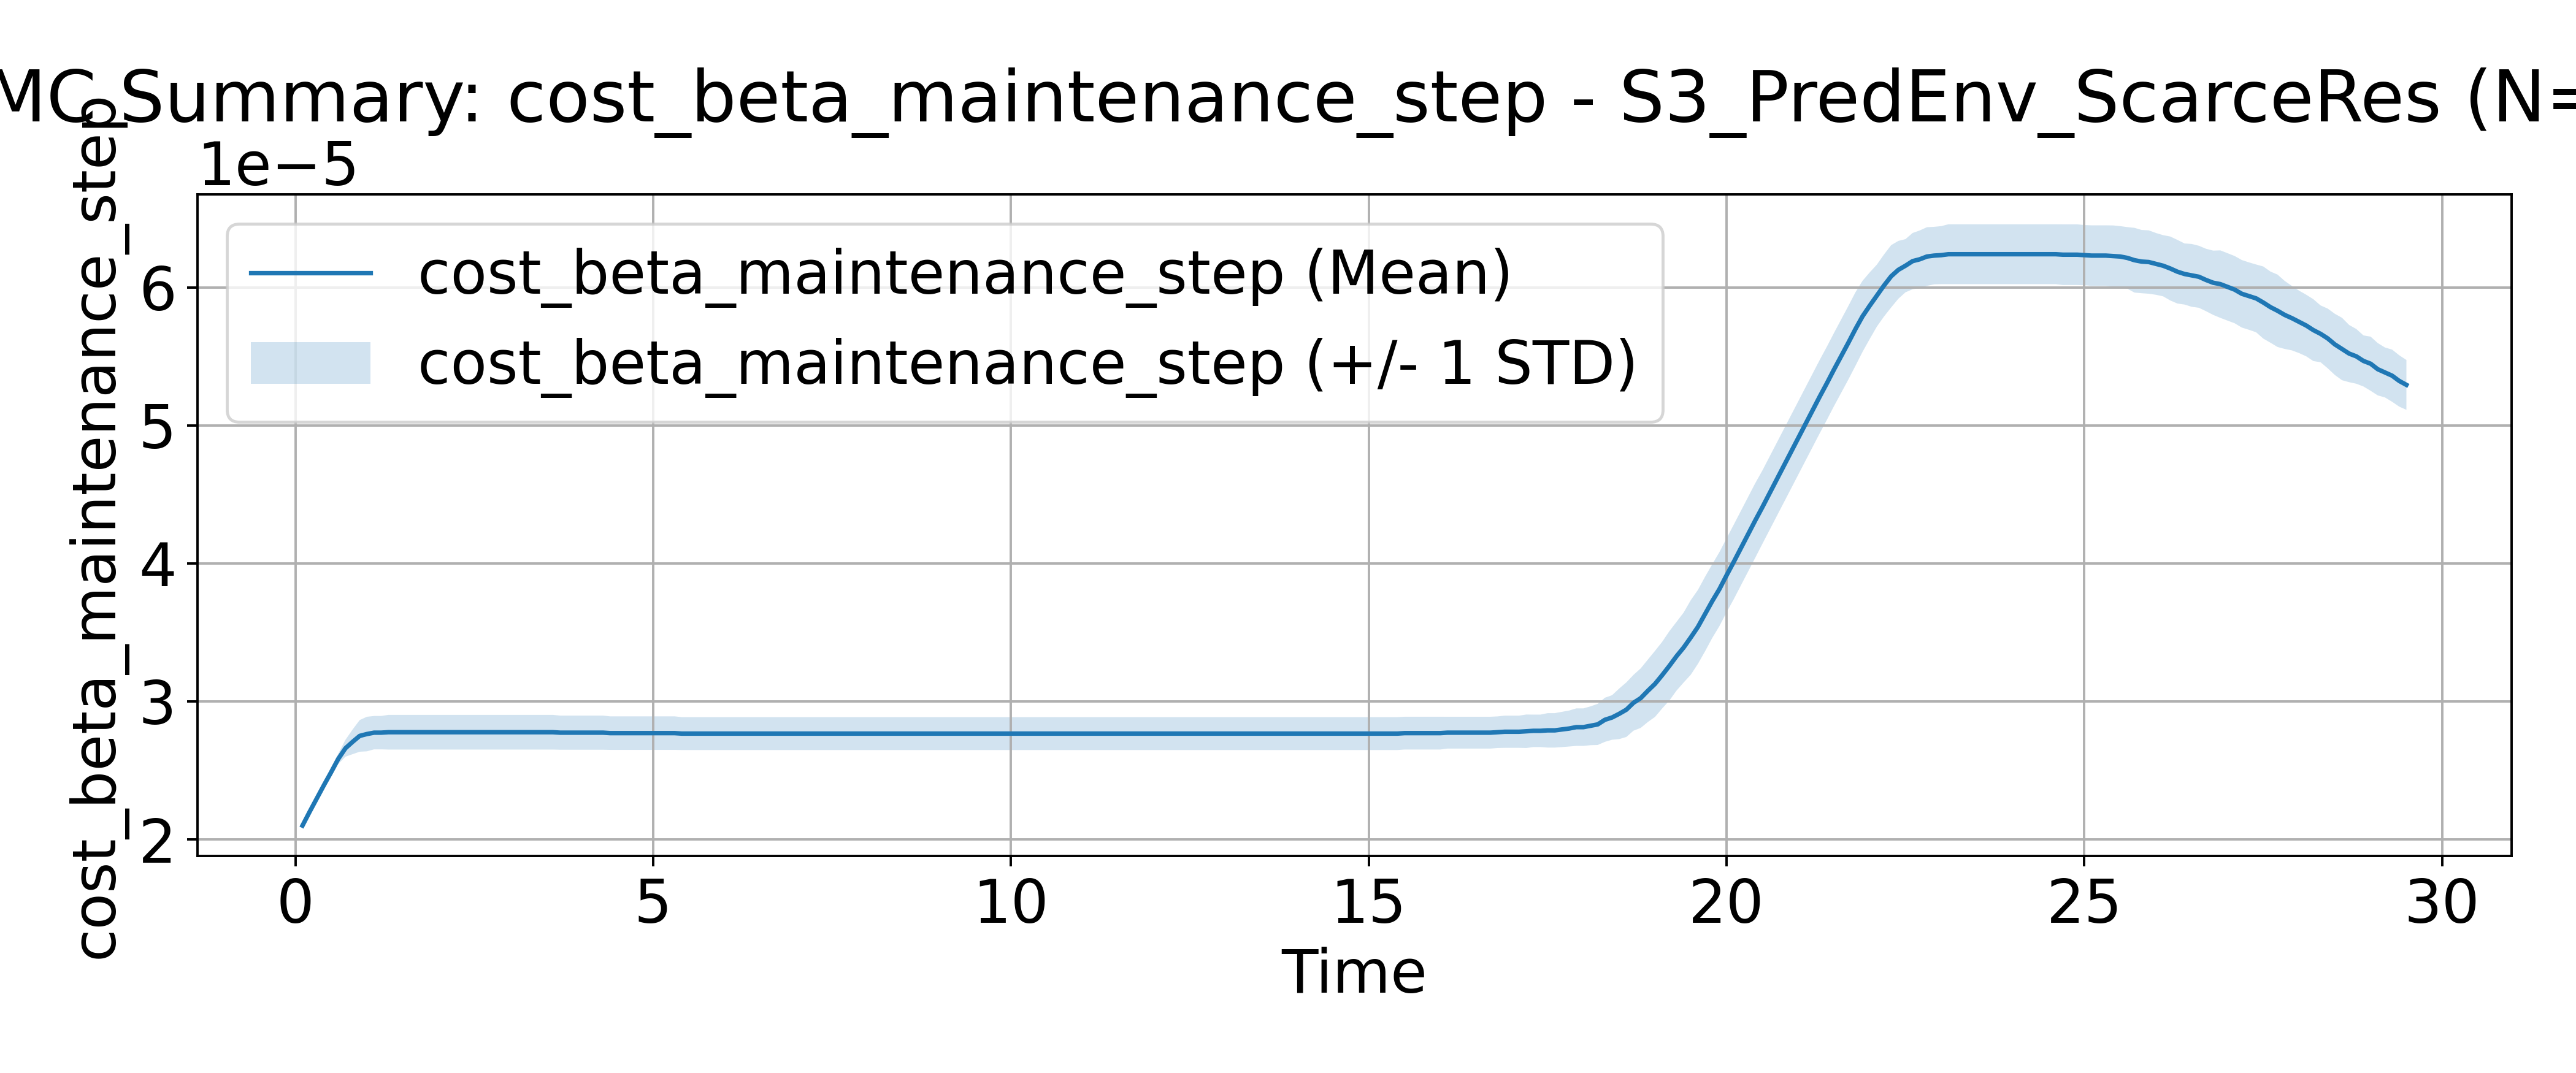 MC Summary: cost_beta_maintenance_step - S3_PredEnv_ScarceRes (N=
1e−5
cost_beta_maintenance_step
cost_beta_maintenance_step (Mean)
cost_beta_maintenance_step (+/- 1 STD)
6
5
4
3
2
0 5 10 15 20 25 30
Time